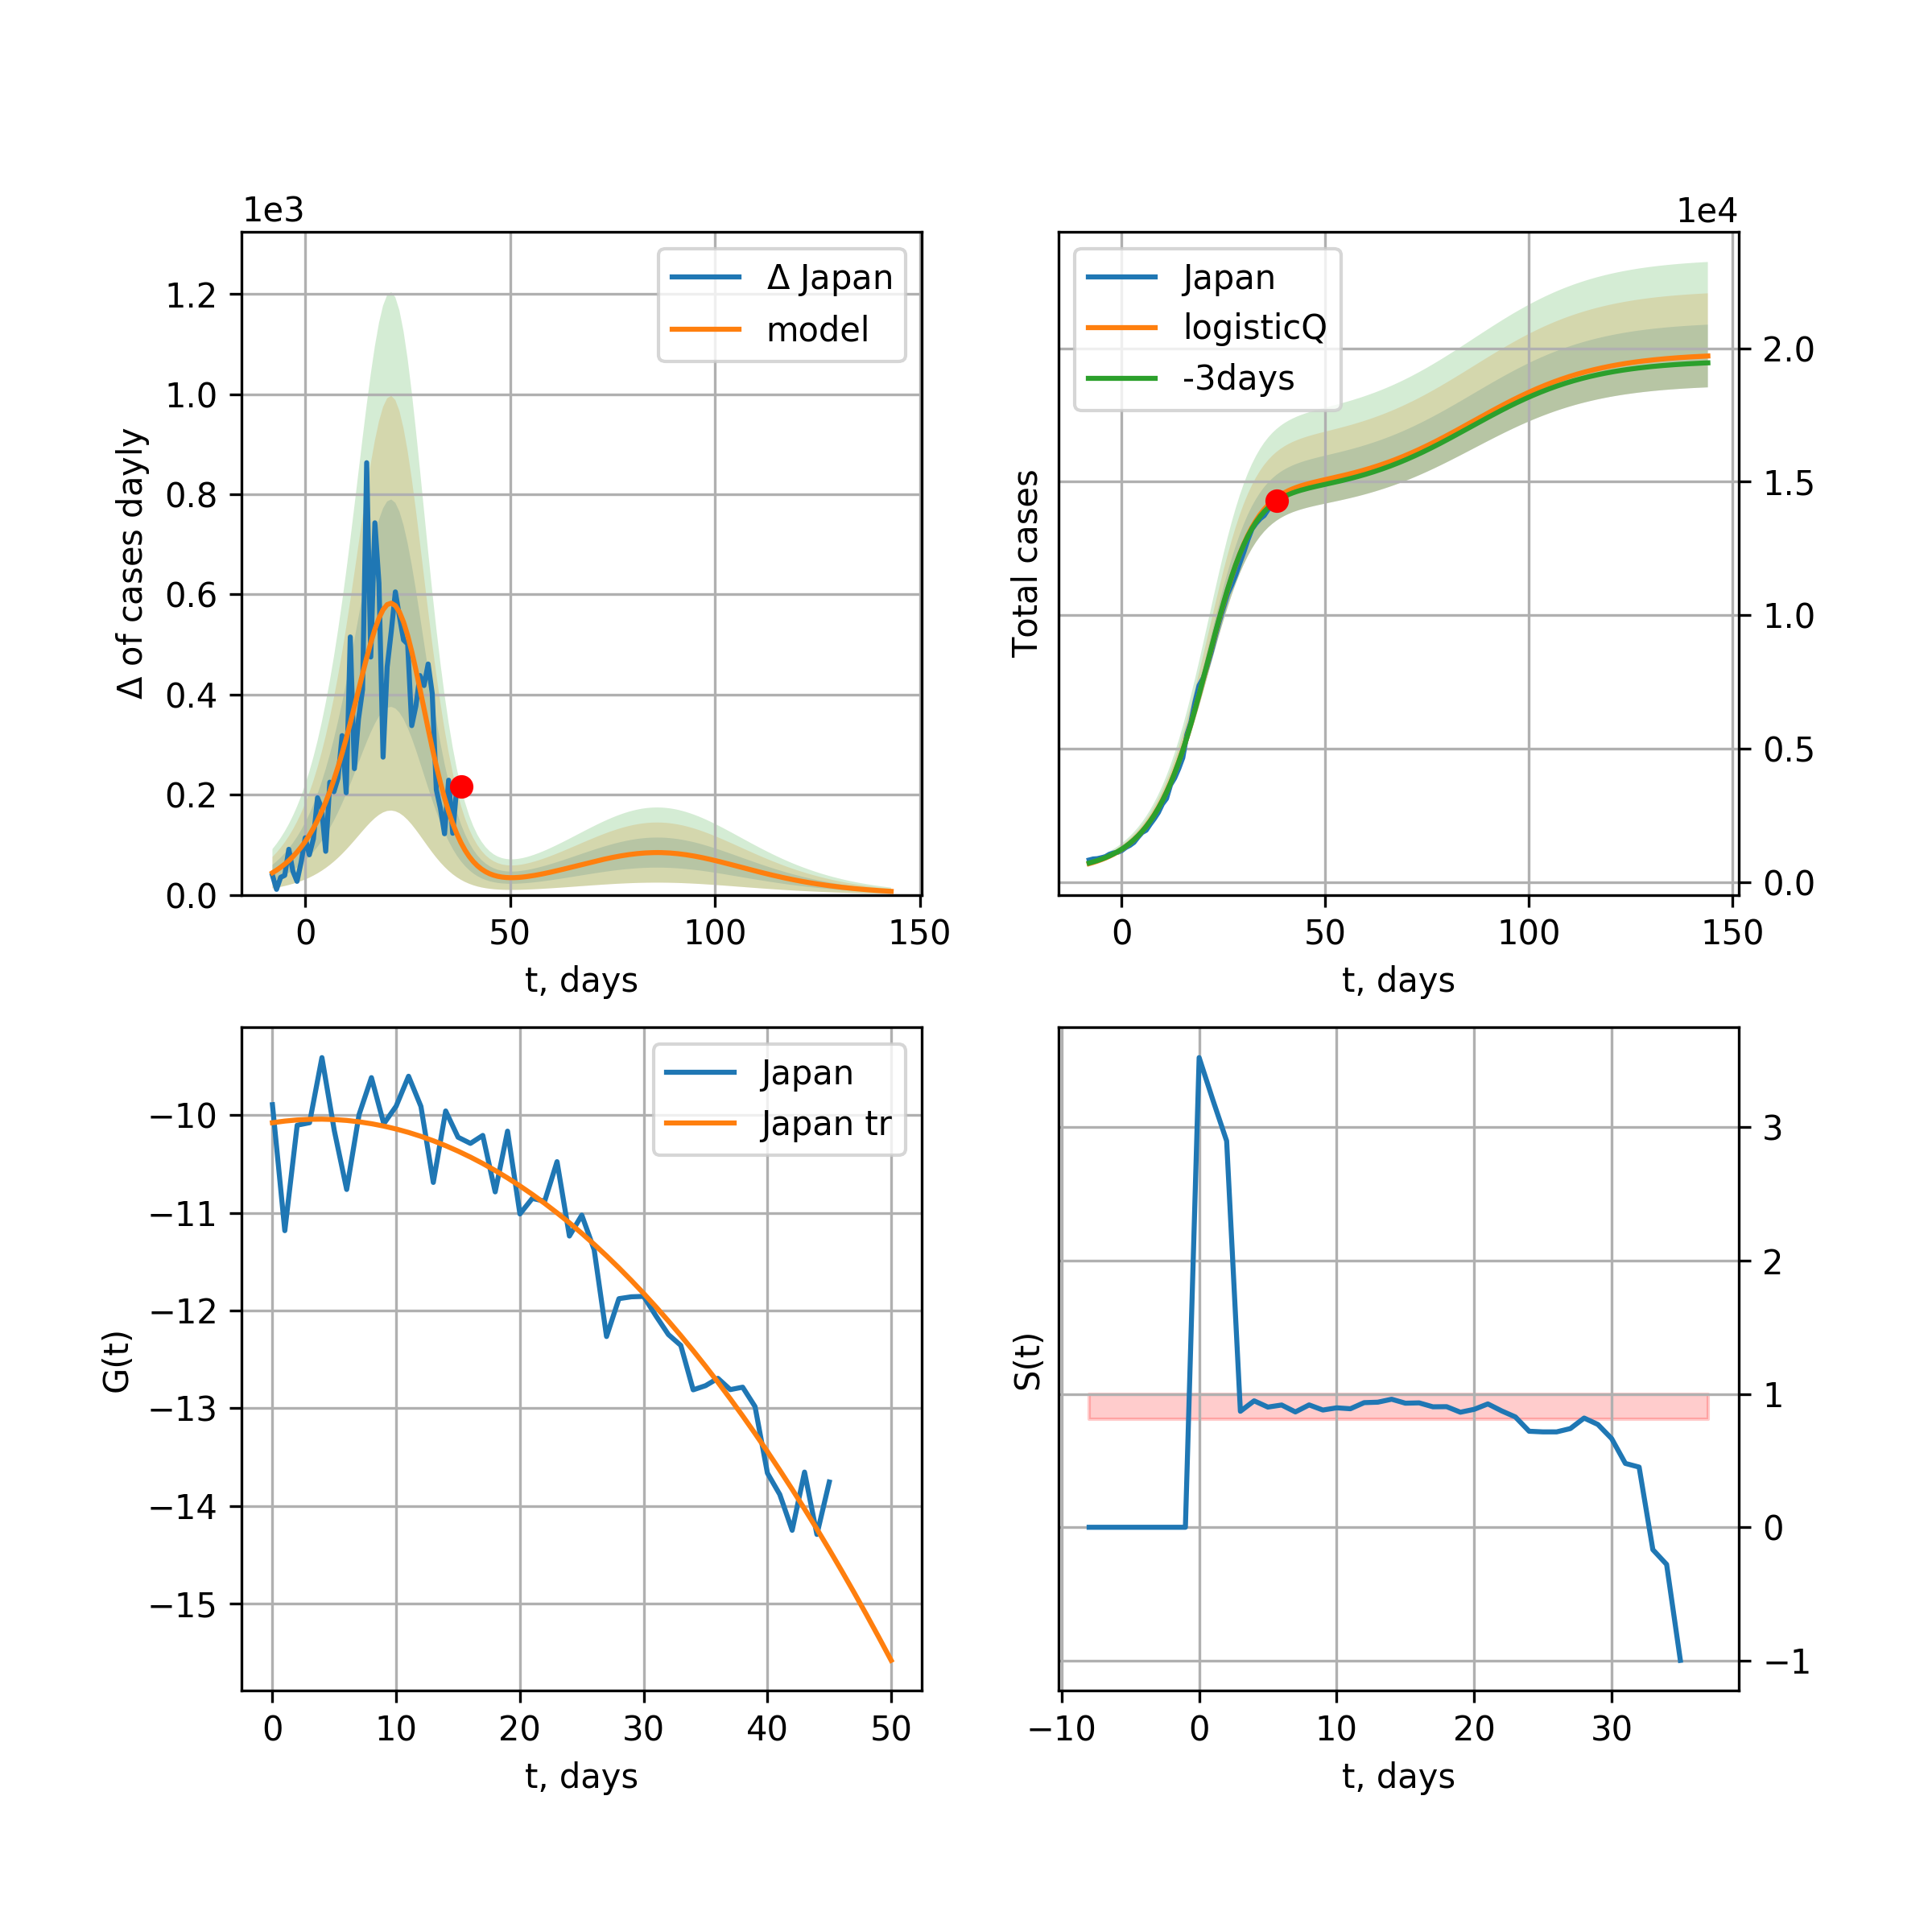 1e3
Δ Japan
model
1.2
1.0
0.8
0.6
0.4
0.2
0.0
Δ of cases dayly
0 50 100 150
t, days
1e4
Japan
logisticQ
-3days
2.0
1.5
1.0
0.5
0.0
Total cases
0 50 100 150
t, days
Japan
Japan tr
−10
−11
−12
−13
−14
−15
G(t)
0 10 20 30 40 50
t, days
3
2
1
0
−1
S(t)
−10 0 10 20 30
t, days